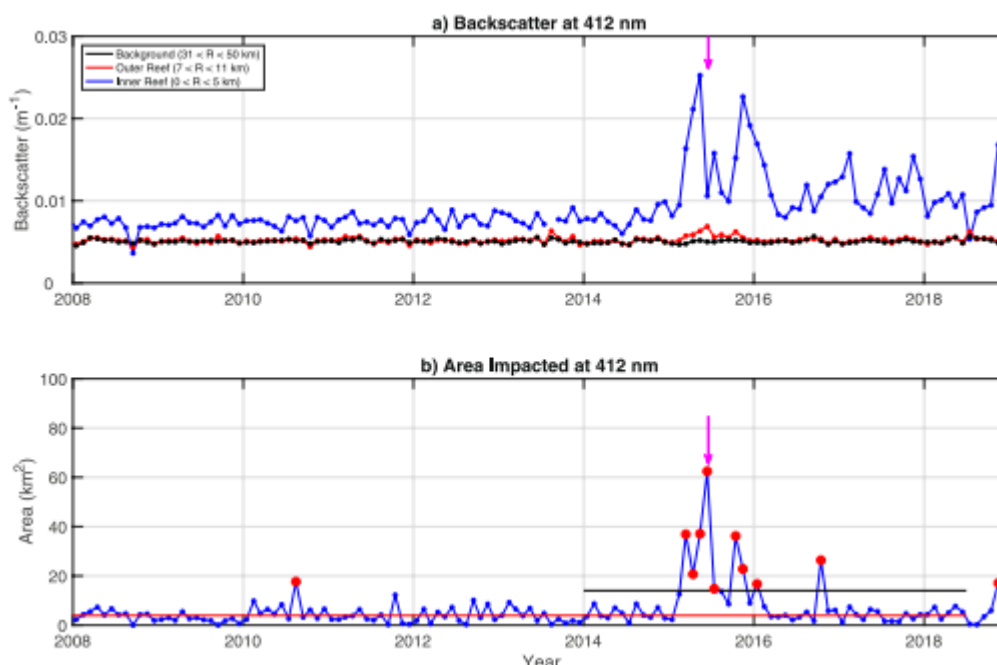 a) Backscatter at 412 nm
0.03
Background (31 < R < 50 km)
Outer Reef (7 < R < 11 km)
Inner Reef (0 < R < 5 km)
0.02
Backscatter (m⁻¹)
0.01
0
2008 2010 2012 2014 2016 2018
b) Area Impacted at 412 nm
100
80
60
Area (km²)
40
20
0
2008 2010 2012 2014 2016 2018
Year